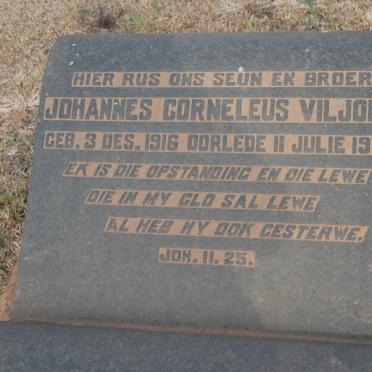 HIER RUS ONS SEUN EN BROER
JOHANNES CORNELEUS VILJO
GEB. 3 DES. 1916 OORLEDE 11 JULIE 19
EK IS DIE OPSTANDING EN DIE LEWE
DIE IN MY GLO SAL LEWE
AL HEB HY OOK GESTERWE,
JOH. 11. 25.